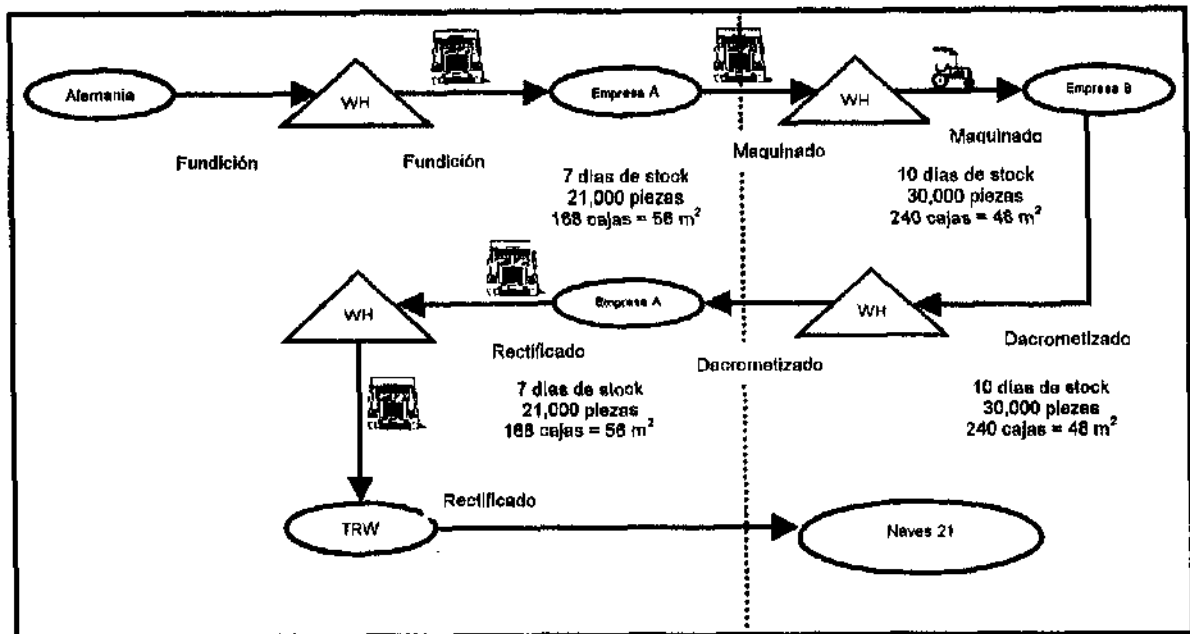 Alemania
WH
Empresa A
WH
Empresa B
Fundición
Fundición
Maquinado
Maquinado
7 días de stock
21,000 piezas
168 cajas = 56 m²
10 días de stock
30,000 piezas
240 cajas = 48 m²
WH
Empresa A
WH
Rectificado
Dacrometizado
Dacrometizado
7 días de stock
21,000 piezas
168 cajas = 56 m²
10 días de stock
30,000 piezas
240 cajas = 48 m²
Rectificado
TRW
Naves 21